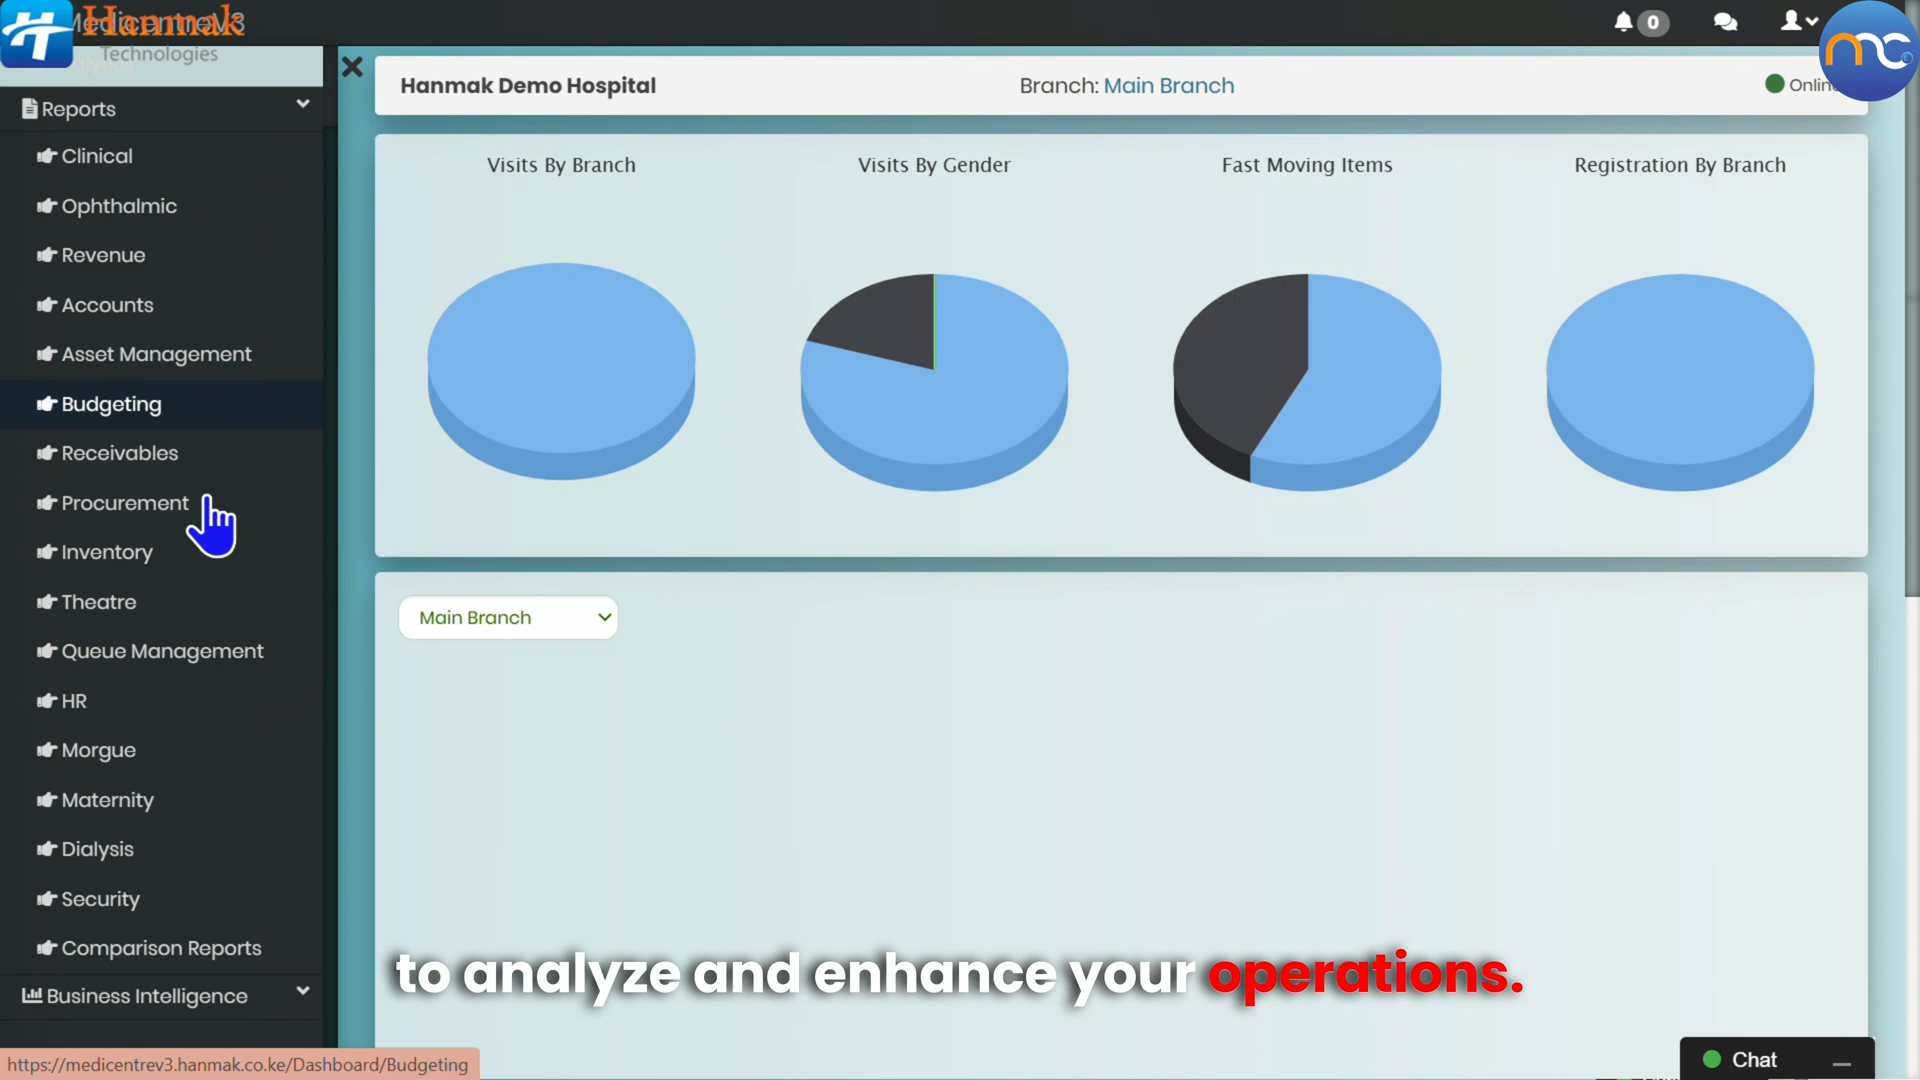 MedicentreV3
Hanmak
Technologies
0
mc
Hanmak Demo Hospital
Branch: Main Branch
Reports
Clinical
Ophthalmic
Revenue
Accounts
Asset Management
Budgeting
Receivables
Procurement
Inventory
Theatre
Queue Management
HR
Morgue
Maternity
Dialysis
Security
Comparison Reports
Business Intelligence
Visits By Branch
Visits By Gender
Fast Moving Items
Registration By Branch
Main Branch
to analyze and enhance your operations.
https://medicentrev3.hanmak.co.ke/Dashboard/Budgeting
Chat